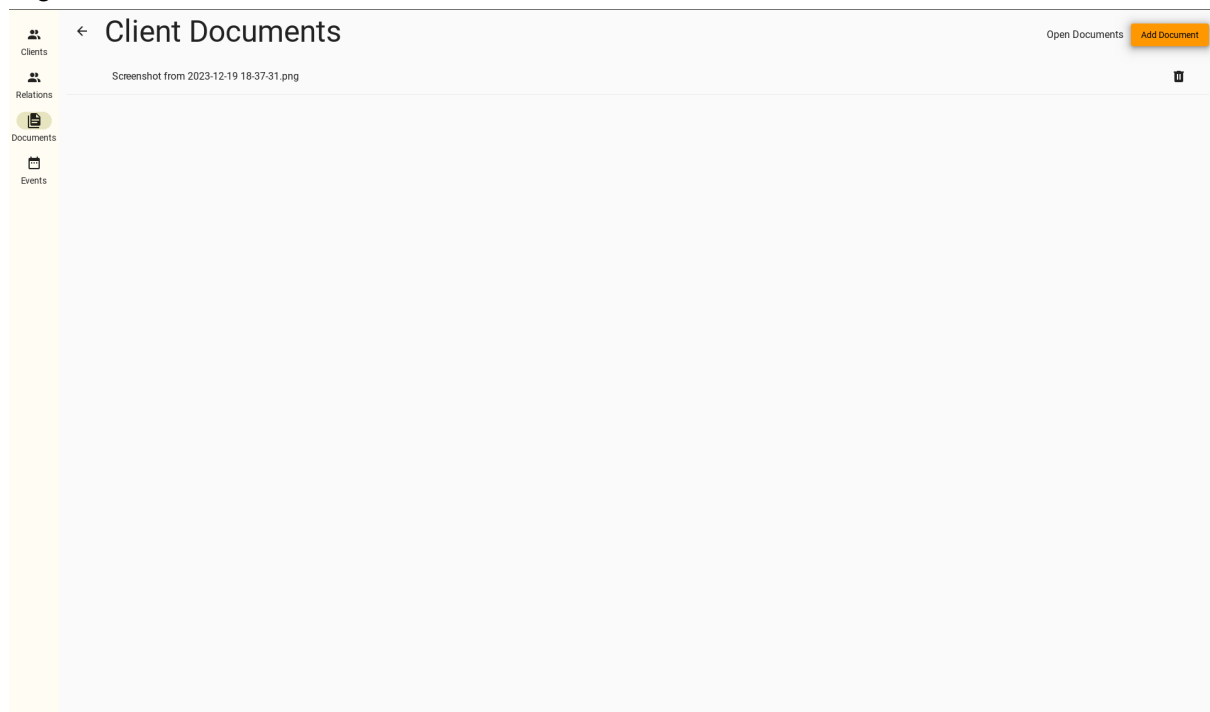 Client Documents
Open Documents
Add Document
Clients
Relations
Documents
Events
Screenshot from 2023-12-19 18-37-31.png